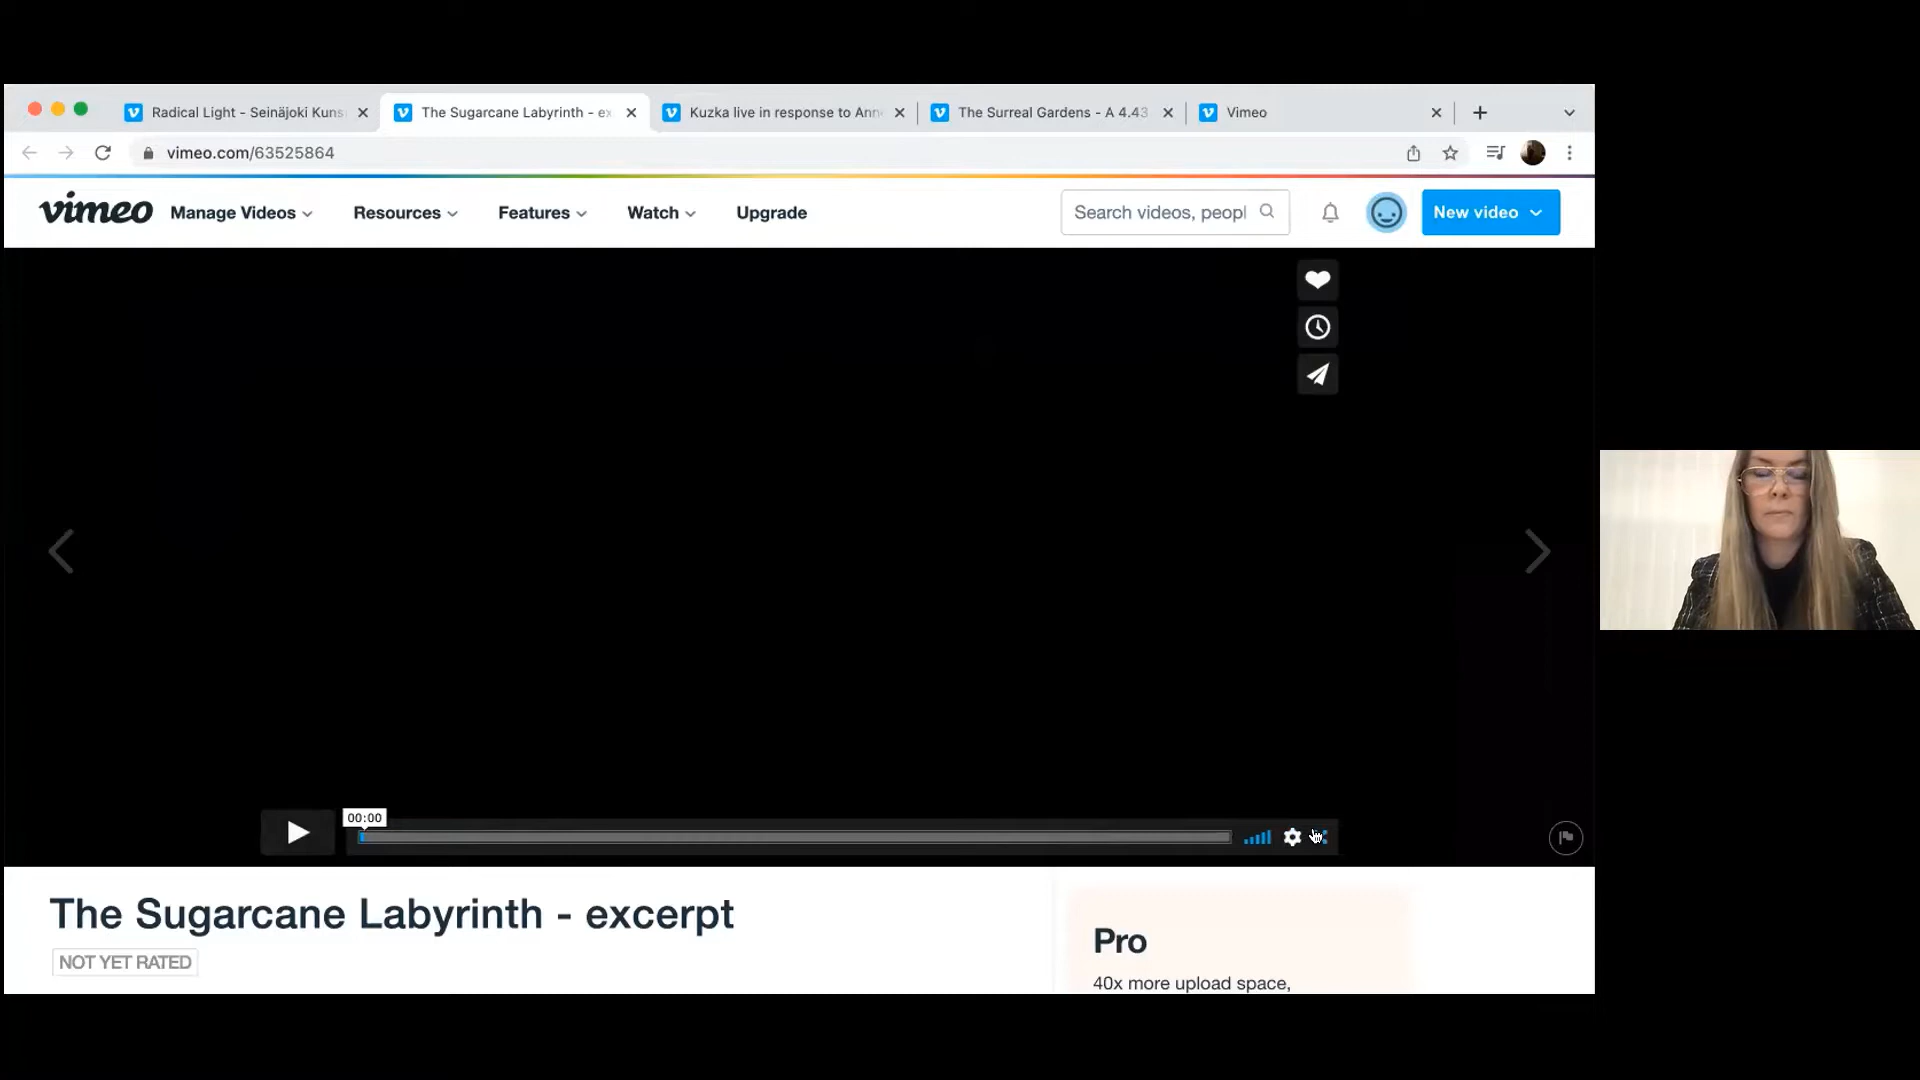 Radical Light - Seinäjoki Kuns
The Sugarcane Labyrinth - ex
Kuzka live in response to Ann
The Surreal Gardens - A 4.43
Vimeo
vimeo.com/63525864
vimeo
Manage Videos
Resources
Features
Watch
Upgrade
Search videos, peopl
New video
00:00
The Sugarcane Labyrinth - excerpt
NOT YET RATED
Pro
40x more upload space,